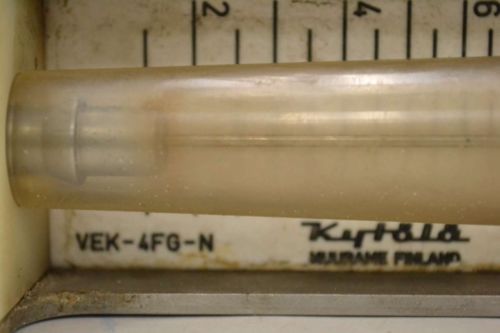 2 4 6
VEK-4FG-N
Kytölä
MUURAME FINLAND